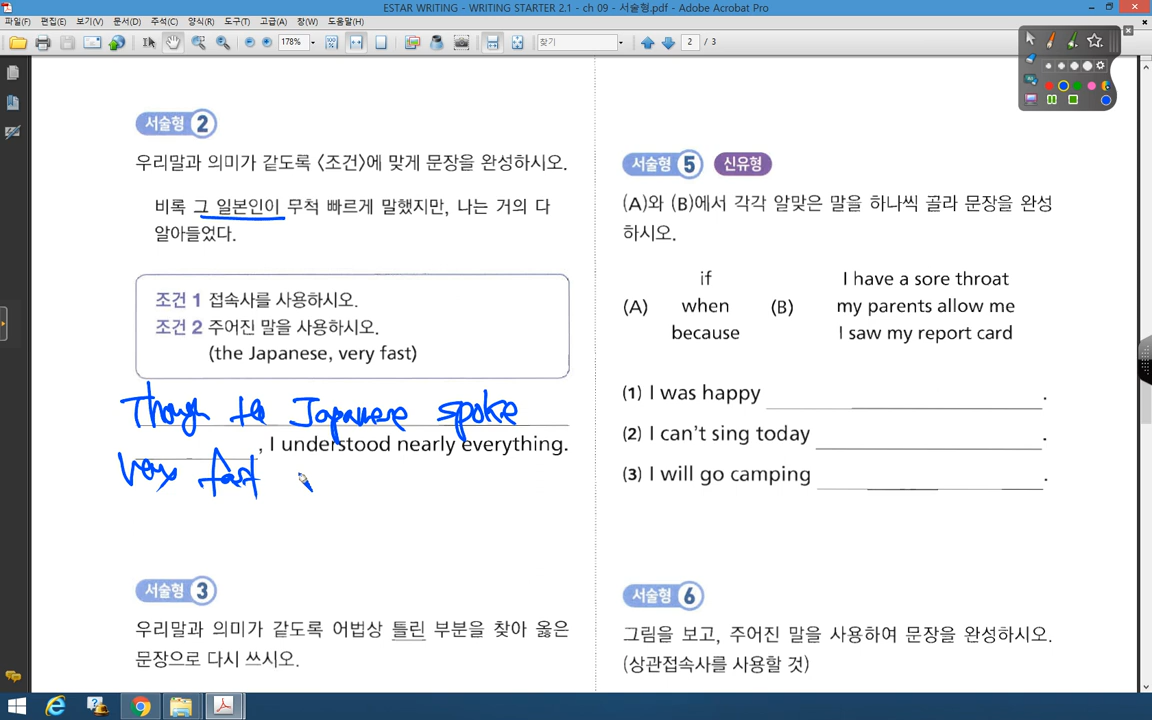 ESTAR WRITING - WRITING STARTER 2.1 - ch 09 - 서술형.pdf - Adobe Acrobat Pro
파일(F) 편집(E) 보기(V) 문서(D) 주석(C) 양식(R) 도구(T) 고급(A) 창(W) 도움말(H)
178% 찾기 2 / 3
서술형 2
우리말과 의미가 같도록 〈조건〉에 맞게 문장을 완성하시오.
비록 그 일본인이 무척 빠르게 말했지만, 나는 거의 다
알아들었다.
조건 1 접속사를 사용하시오.
조건 2 주어진 말을 사용하시오.
(the Japanese, very fast)
Though the Japanese spoke
, I understood nearly everything.
very fast
서술형 3
우리말과 의미가 같도록 어법상 틀린 부분을 찾아 옳은
문장으로 다시 쓰시오.
서술형 5 신유형
(A)와 (B)에서 각각 알맞은 말을 하나씩 골라 문장을 완성
하시오.
if I have a sore throat
(A) when (B) my parents allow me
because I saw my report card
(1) I was happy .
(2) I can't sing today .
(3) I will go camping .
서술형 6
그림을 보고, 주어진 말을 사용하여 문장을 완성하시오.
(상관접속사를 사용할 것)